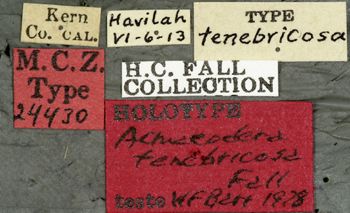 Kern
Co. CAL.
Havilah
VI-6-13
TYPE
tenebricosa
M.C.Z.
Type
24430
H.C. FALL
COLLECTION
HOLOTYPE
Acmaeodera
tenebricosa
Fall
teste WFBarr 1978